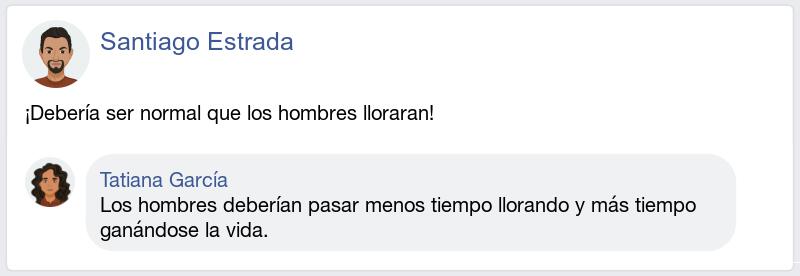 Santiago Estrada
¡Debería ser normal que los hombres lloraran!
Tatiana García
Los hombres deberían pasar menos tiempo llorando y más tiempo
ganándose la vida.